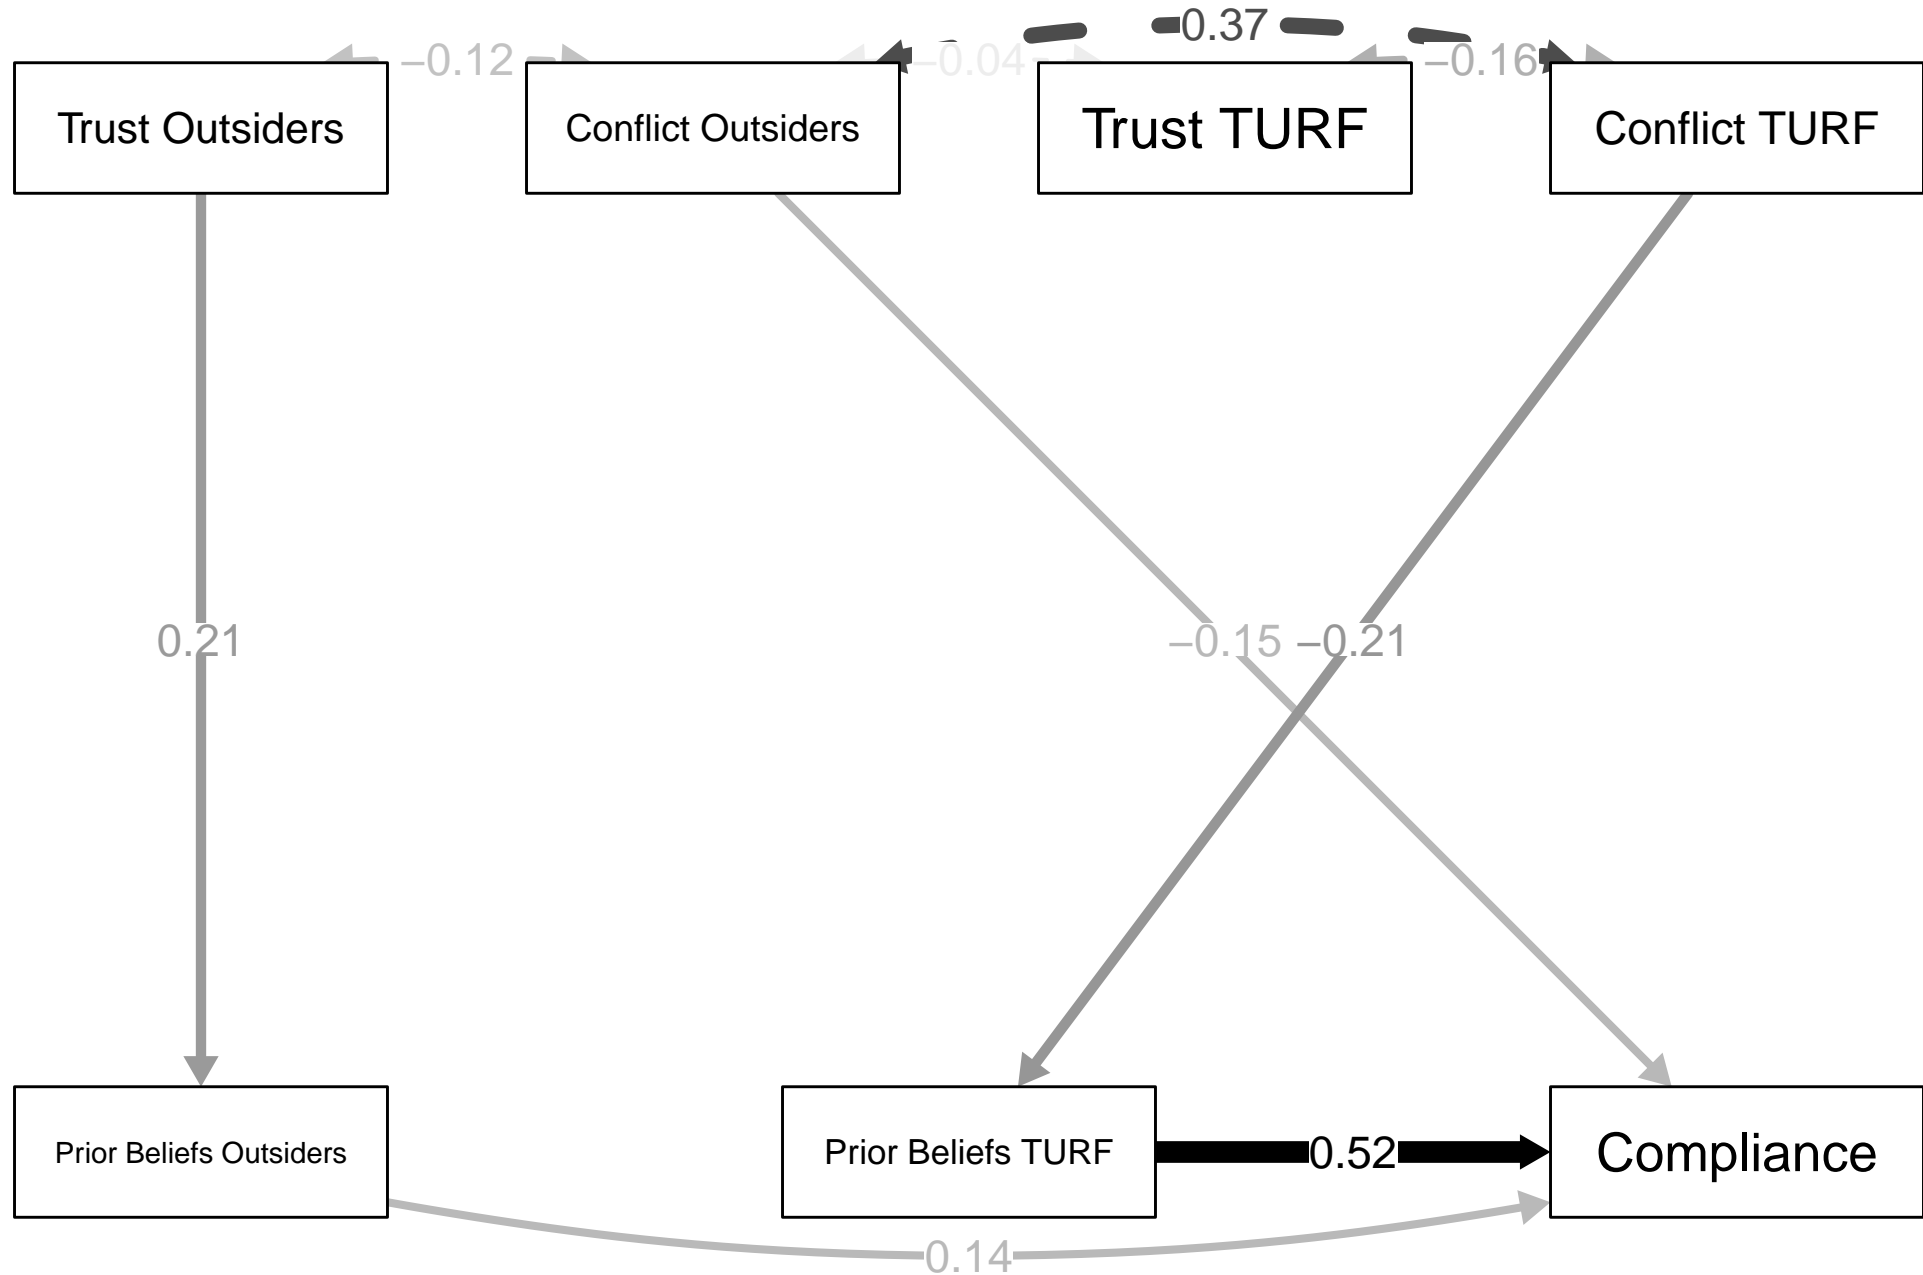 0.37
−0.12
−0.04
−0.16
Trust Outsiders
Conflict Outsiders
Trust TURF
Conflict TURF
0.21
−0.15
−0.21
Prior Beliefs Outsiders
Prior Beliefs TURF
0.52
Compliance
0.14